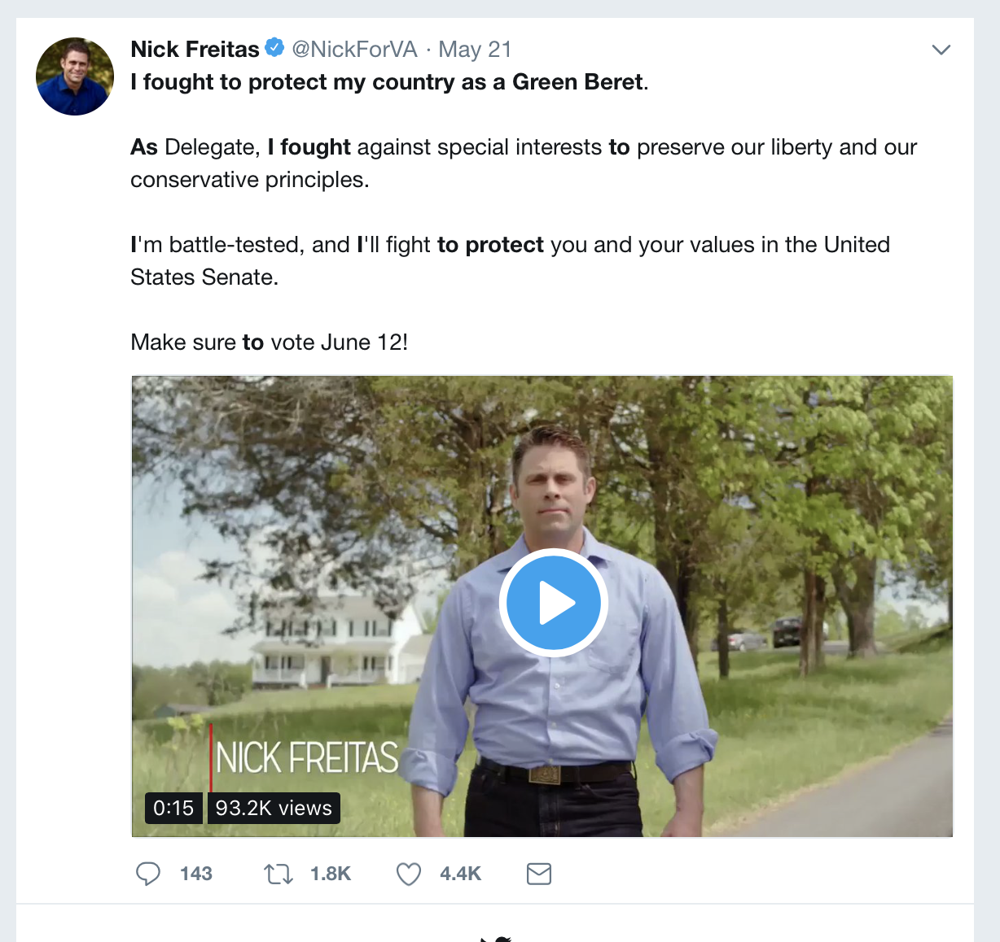 Nick Freitas @NickForVA · May 21
I fought to protect my country as a Green Beret.
As Delegate, I fought against special interests to preserve our liberty and our
conservative principles.
I'm battle-tested, and I'll fight to protect you and your values in the United
States Senate.
Make sure to vote June 12!
NICK FREITAS
0:15 93.2K views
143 1.8K 4.4K